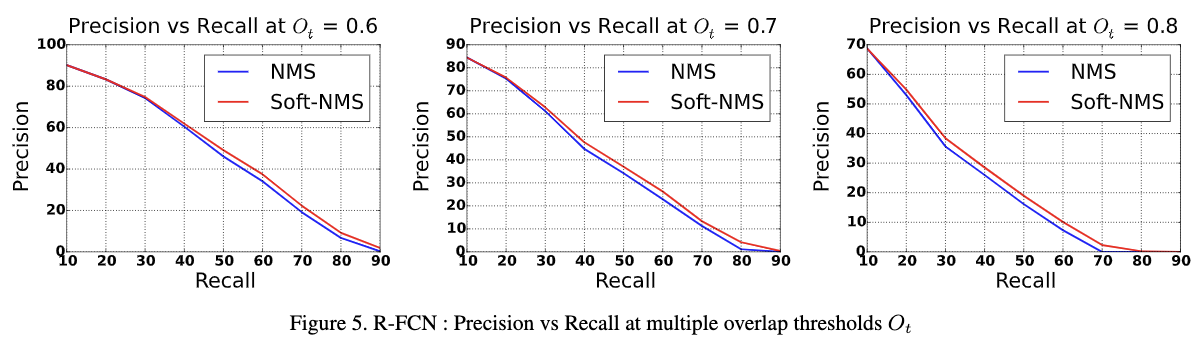 Precision vs Recall at Oₜ = 0.6
100
80
60
40
20
0
Precision
NMS
Soft-NMS
10 20 30 40 50 60 70 80 90
Recall
Precision vs Recall at Oₜ = 0.7
90
80
70
60
50
40
30
20
10
0
Precision
NMS
Soft-NMS
10 20 30 40 50 60 70 80 90
Recall
Precision vs Recall at Oₜ = 0.8
70
60
50
40
30
20
10
0
Precision
NMS
Soft-NMS
10 20 30 40 50 60 70 80 90
Recall
Figure 5. R-FCN : Precision vs Recall at multiple overlap thresholds Oₜ